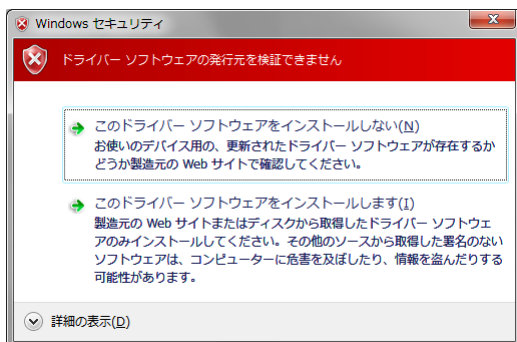 Windows セキュリティ
ドライバー ソフトウェアの発行元を検証できません
このドライバー ソフトウェアをインストールしない(N)
お使いのデバイス用の、更新されたドライバー ソフトウェアが存在するか
どうか製造元の Web サイトで確認してください。
このドライバー ソフトウェアをインストールします(I)
製造元の Web サイトまたはディスクから取得したドライバー ソフトウェ
アのみインストールしてください。その他のソースから取得した署名のない
ソフトウェアは、コンピューターに危害を及ぼしたり、情報を盗んだりする
可能性があります。
詳細の表示(D)